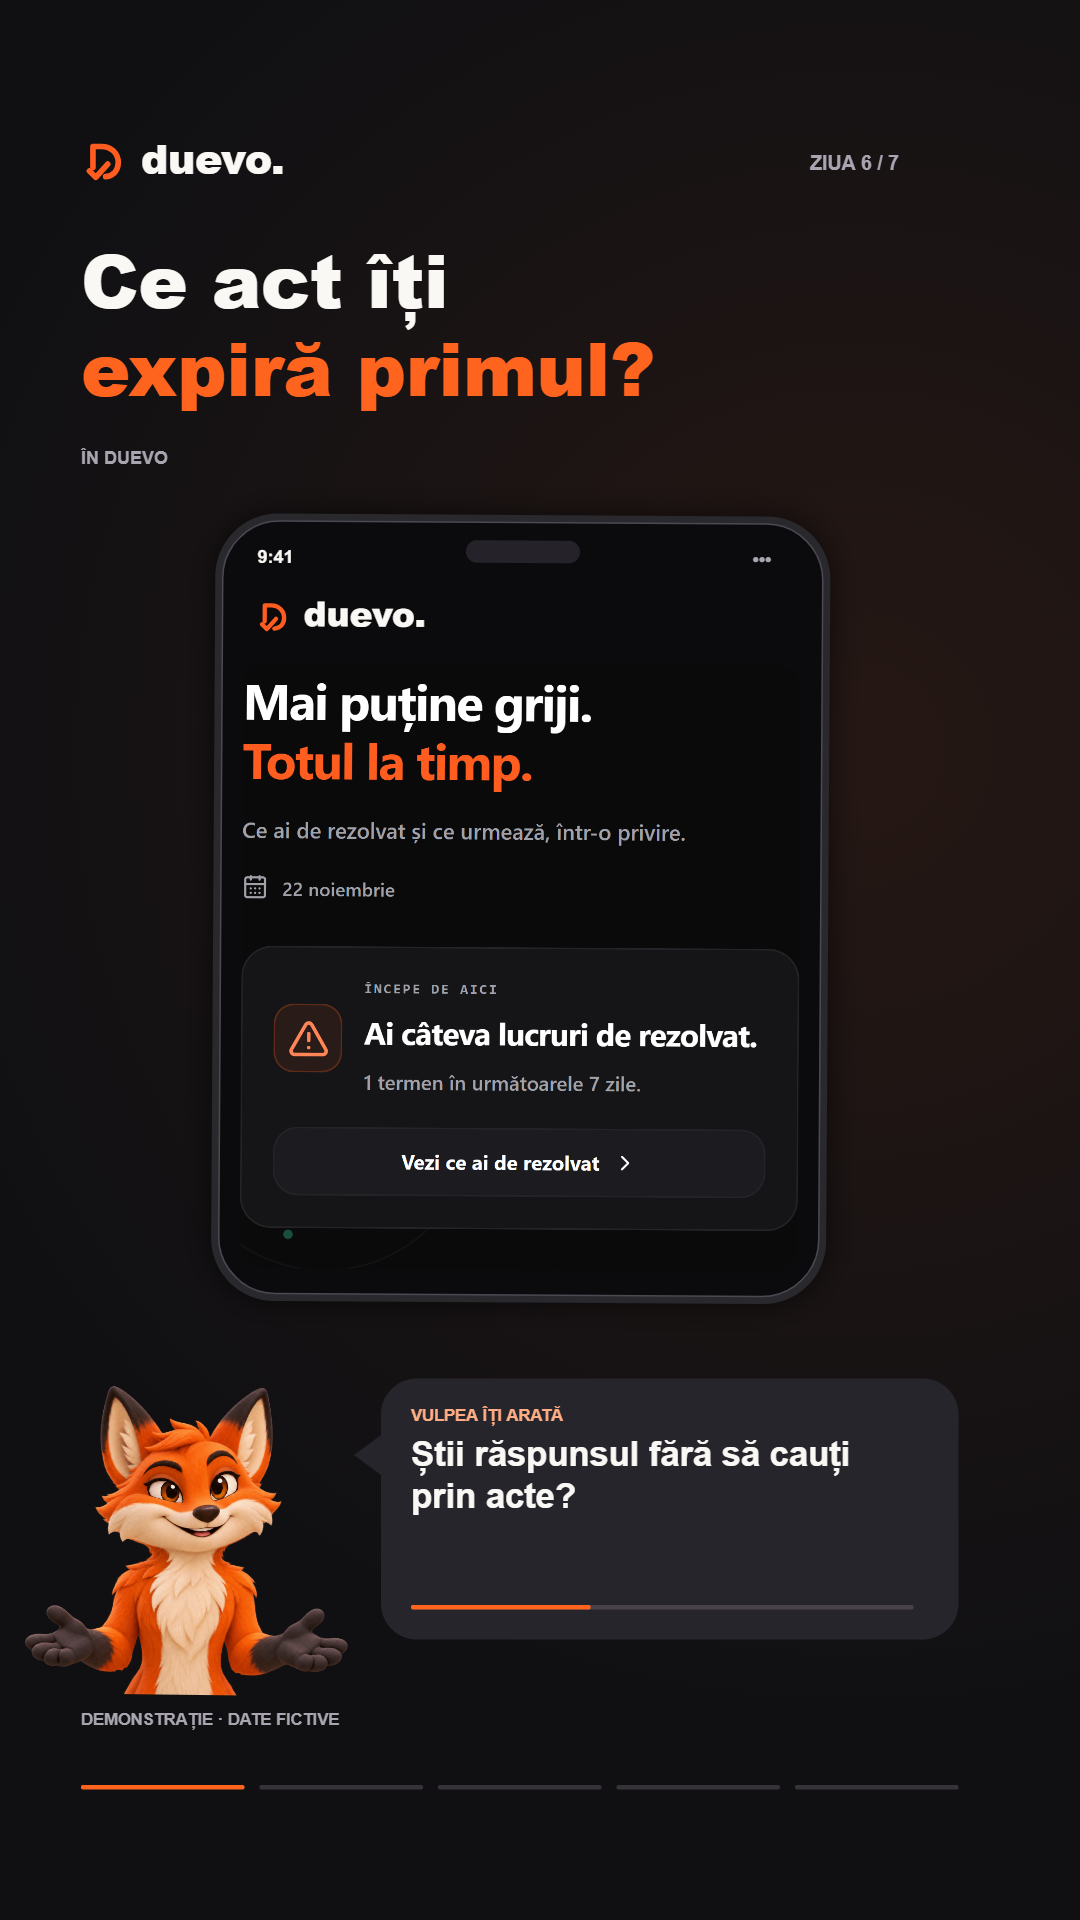 duevo.
ZIUA 6 / 7
Ce act îți
expiră primul?
ÎN DUEVO
9:41
duevo.
Mai puține griji.
Totul la timp.
Ce ai de rezolvat și ce urmează, într-o privire.
22 noiembrie
ÎNCEPE DE AICI
Ai câteva lucruri de rezolvat.
1 termen în următoarele 7 zile.
Vezi ce ai de rezolvat
VULPEA ÎȚI ARATĂ
Știi răspunsul fără să cauți
prin acte?
DEMONSTRAȚIE · DATE FICTIVE